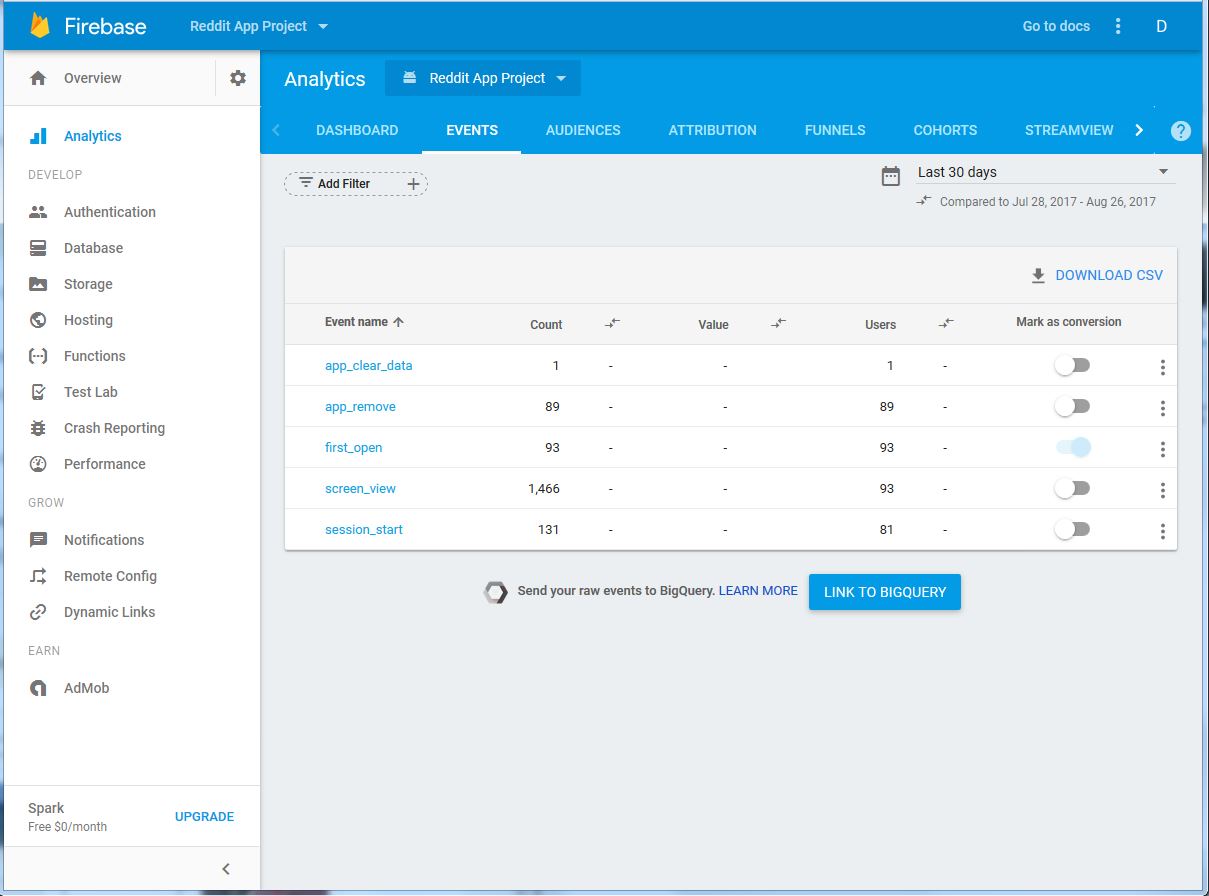 Firebase
Reddit App Project
Go to docs
D
Overview
Analytics
Reddit App Project
Analytics
DASHBOARD
EVENTS
AUDIENCES
ATTRIBUTION
FUNNELS
COHORTS
STREAMVIEW
?
DEVELOP
Authentication
Database
Storage
Hosting
Functions
Test Lab
Crash Reporting
Performance
GROW
Notifications
Remote Config
Dynamic Links
EARN
AdMob
Spark
Free $0/month
UPGRADE
Add Filter
Last 30 days
Compared to Jul 28, 2017 - Aug 26, 2017
DOWNLOAD CSV
Event name Count Value Users Mark as conversion
app_clear_data 1 - - 1 -
app_remove 89 - - 89 -
first_open 93 - - 93 -
screen_view 1,466 - - 93 -
session_start 131 - - 81 -
Send your raw events to BigQuery. LEARN MORE
LINK TO BIGQUERY